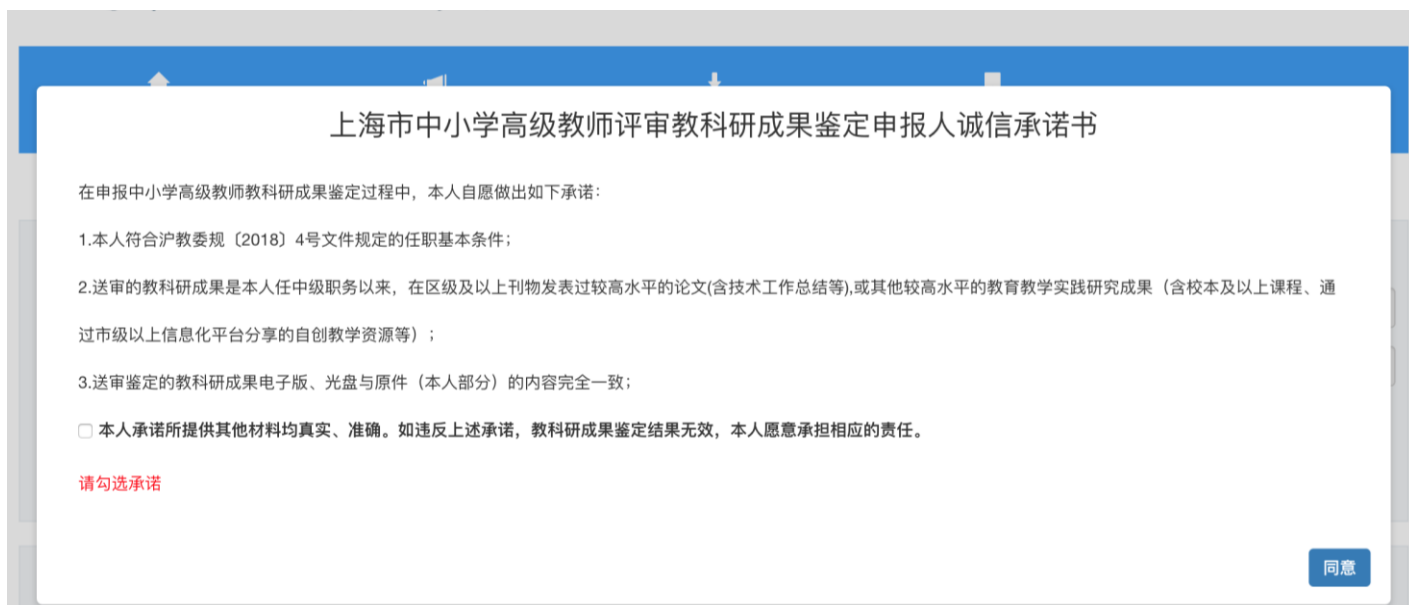 上海市中小学高级教师评审教科研成果鉴定申报人诚信承诺书
在申报中小学高级教师教科研成果鉴定过程中，本人自愿做出如下承诺：
1.本人符合沪教委规〔2018〕4号文件规定的任职基本条件；
2.送审的教科研成果是本人任中级职务以来，在区级及以上刊物发表过较高水平的论文(含技术工作总结等),或其他较高水平的教育教学实践研究成果（含校本及以上课程、通
过市级以上信息化平台分享的自创教学资源等）；
3.送审鉴定的教科研成果电子版、光盘与原件（本人部分）的内容完全一致；
本人承诺所提供其他材料均真实、准确。如违反上述承诺，教科研成果鉴定结果无效，本人愿意承担相应的责任。
请勾选承诺
同意